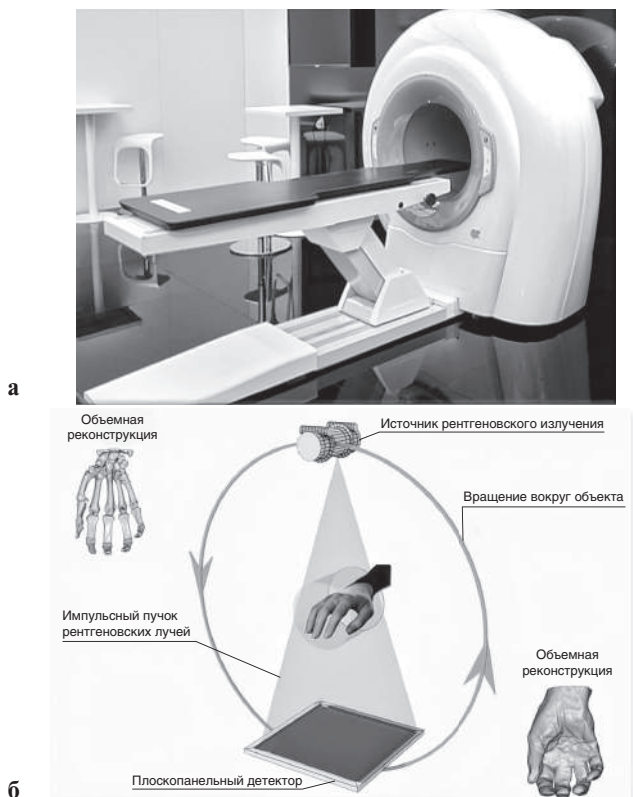 а
Объемная
реконструкция
Источник рентгеновского излучения
Вращение вокруг объекта
Импульсный пучок
рентгеновских лучей
Объемная
реконструкция
Плоскопанельный детектор
б